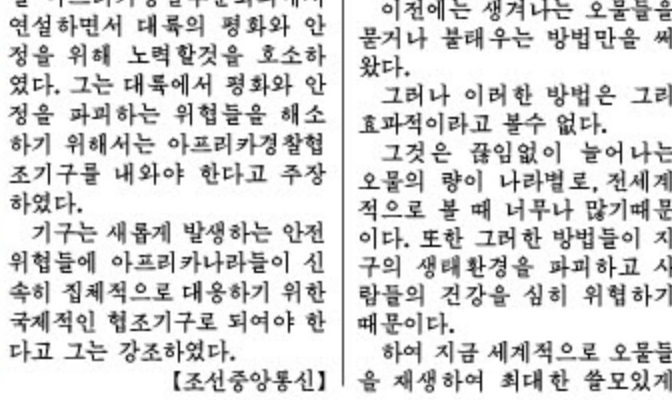 연설하면서 대륙의 평화와 안
정을 위해 노력할것을 호소하
였다. 그는 대륙에서 평화와 안
정을 파괴하는 위협들을 해소
하기 위해서는 아프리카경찰협
조기구를 내와야 한다고 주장
하였다.
기구는 새롭게 발생하는 안전
위협들에 아프리카나라들이 신
속히 집체적으로 대응하기 위한
국제적인 협조기구로 되여야 한
다고 그는 강조하였다.
【조선중앙통신】
이전에는 생겨나는 오물들을
묻거나 불태우는 방법만을 써
왔다.
그러나 이러한 방법은 그리
효과적이라고 볼수 없다.
그것은 끊임없이 늘어나는
오물의 량이 나라별로, 전세계
적으로 볼 때 너무나 많기때문
이다. 또한 그러한 방법들이 지
구의 생태환경을 파괴하고 사
람들의 건강을 심히 위협하기
때문이다.
하여 지금 세계적으로 오물들
을 재생하여 최대한 쓸모있게